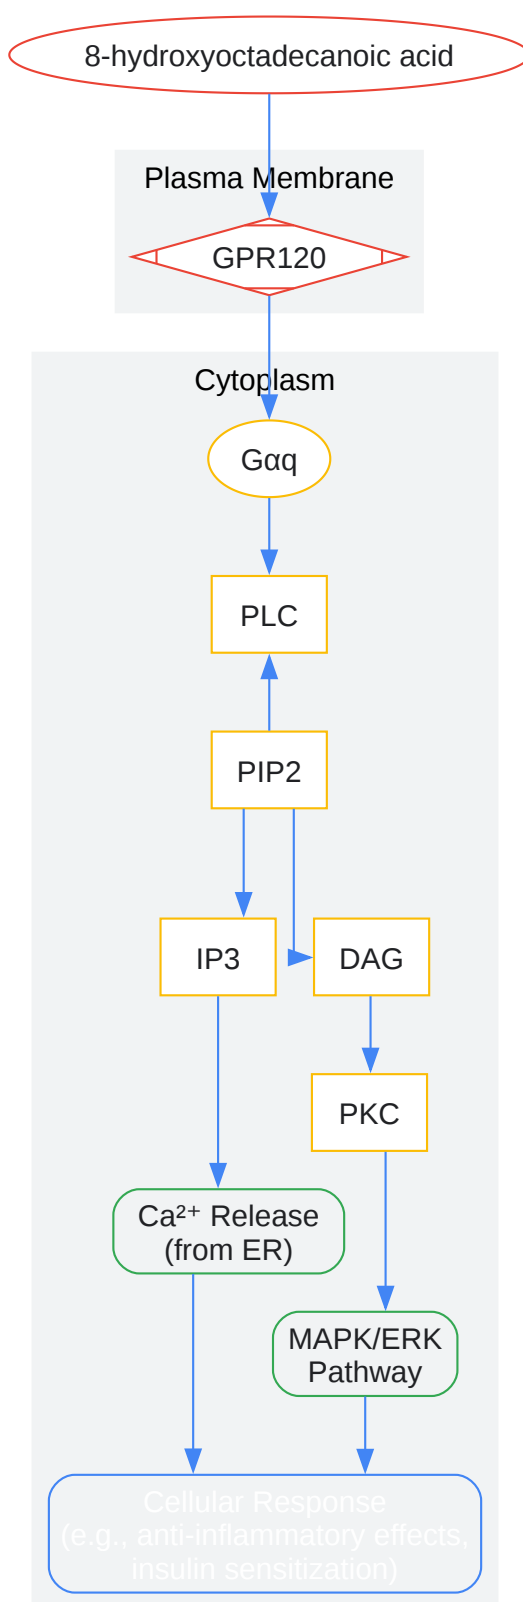 8-hydroxyoctadecanoic acid
Plasma Membrane
GPR120
Cytoplasm
Gαq
PLC
PIP2
IP3
DAG
PKC
Ca²⁺ Release
(from ER)
MAPK/ERK
Pathway
Cellular Response
(e.g., anti-inflammatory effects,
insulin sensitization)